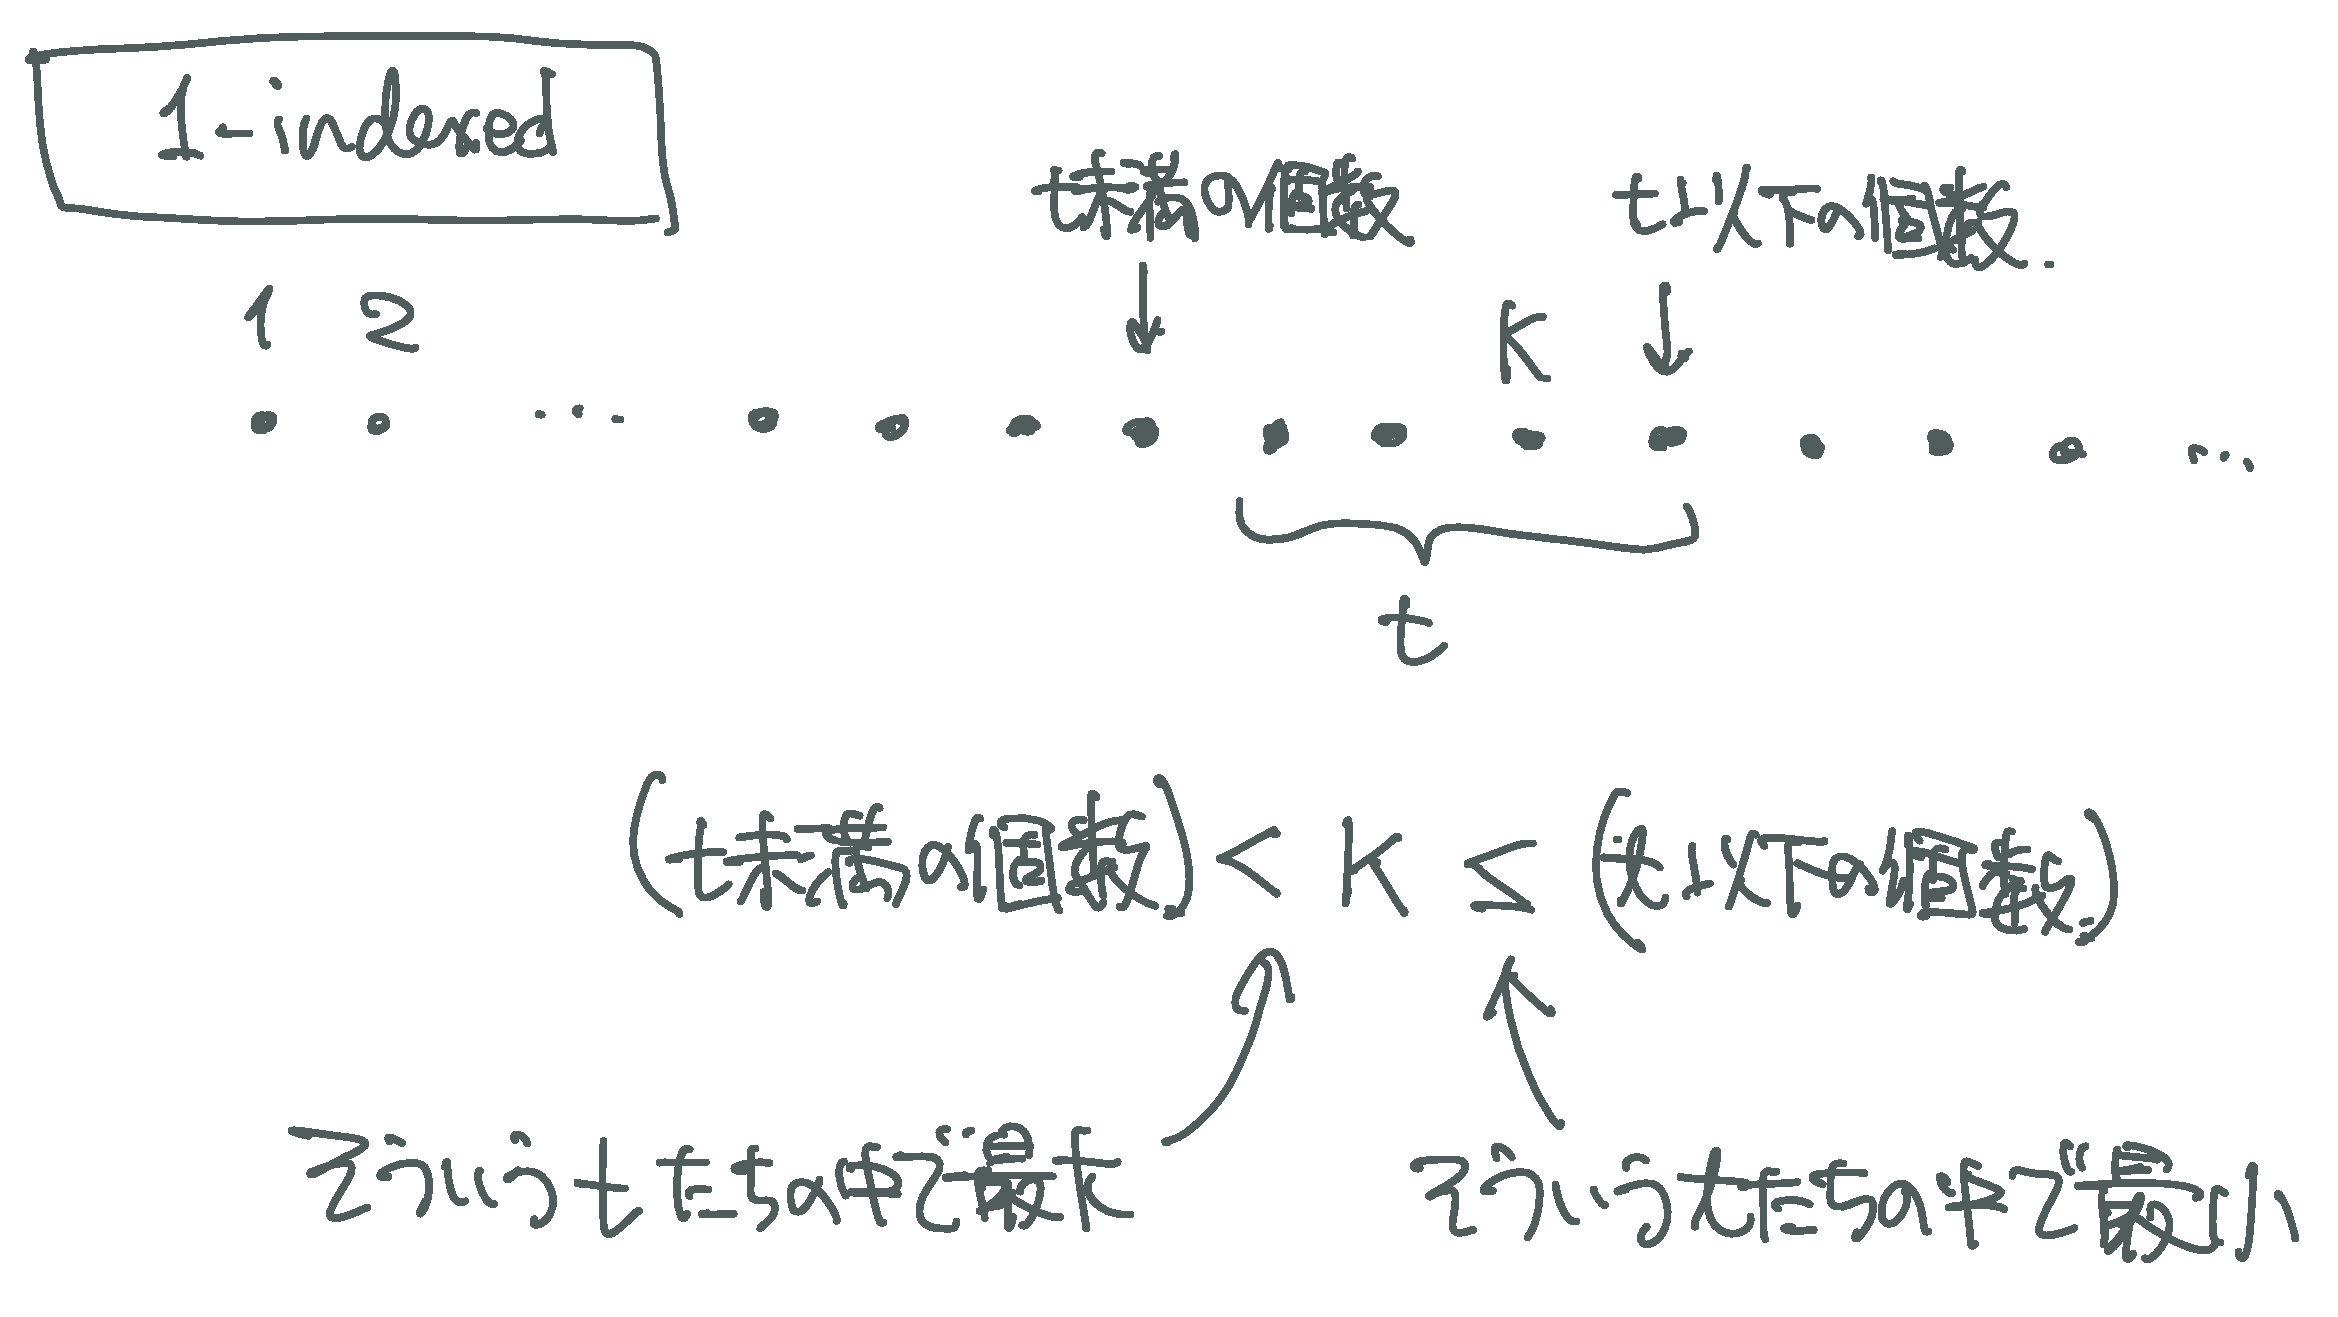 1-indexed
t未満の個数 t以下の個数.
1 2 K
... ...
t
(t未満の個数) < K ≤ (t以下の個数.)
そういうtたちの中で最大 そういうtたちの中で最小